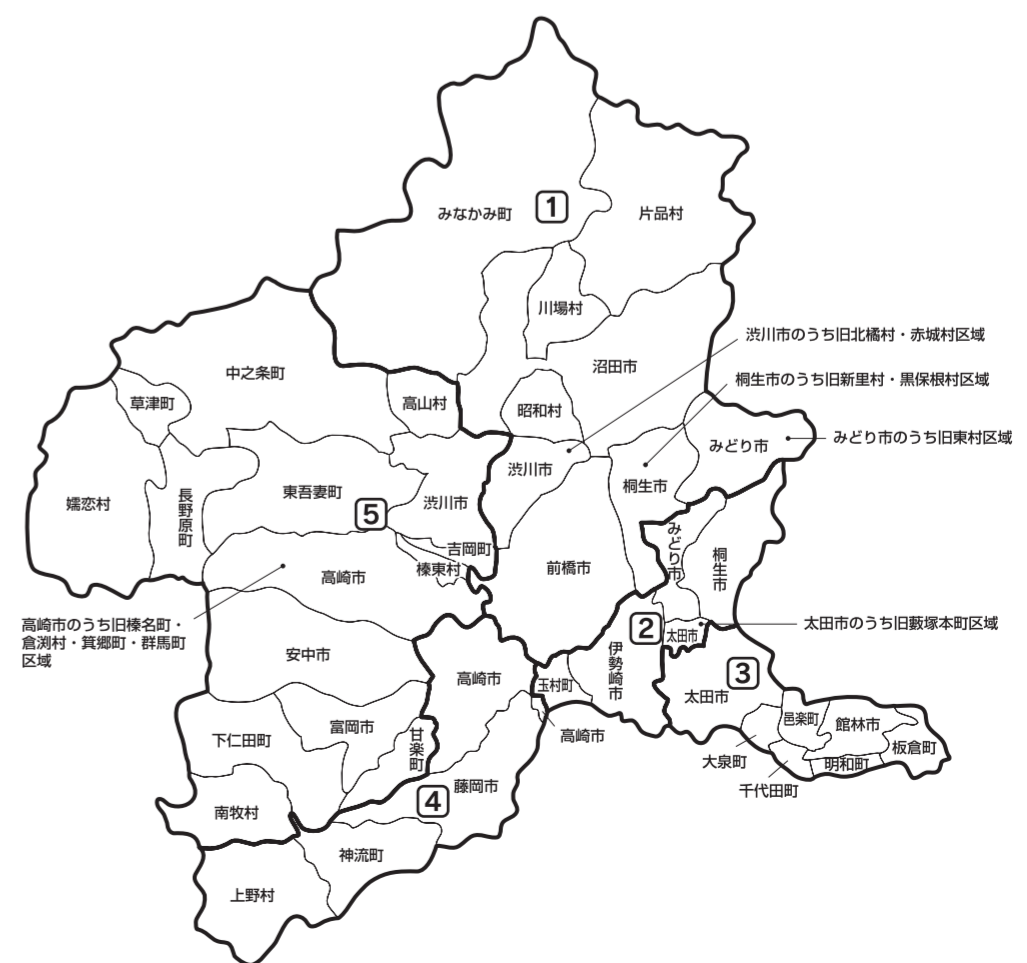 みなかみ町
1
片品村
川場村
渋川市のうち旧北橘村・赤城村区域
沼田市
中之条町
桐生市のうち旧新里村・黒保根村区域
草津町
高山村
昭和村
みどり市のうち旧東村区域
みどり市
渋川市
桐生市
嬬恋村
長野原町
東吾妻町
5
渋川市
吉岡町
榛東村
前橋市
みどり市
桐生市
高崎市
高崎市のうち旧榛名町・
倉渕村・箕郷町・群馬町
区域
太田市のうち旧藪塚本町区域
2
太田市
安中市
伊勢崎市
高崎市
玉村町
3
太田市
邑楽町
館林市
板倉町
下仁田町
富岡市
甘楽町
高崎市
大泉町
明和町
千代田町
藤岡市
4
南牧村
神流町
上野村